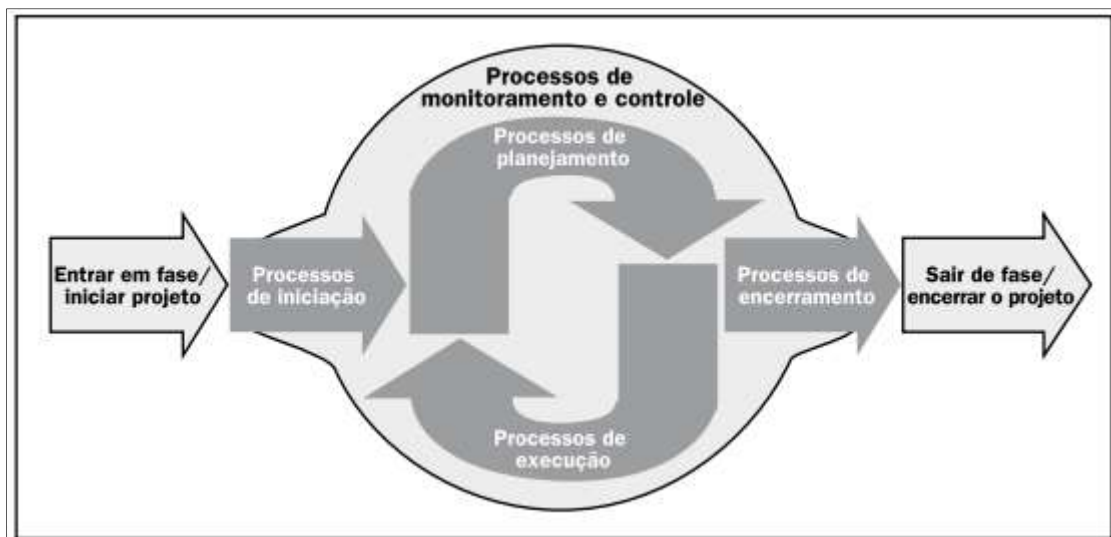 Processos de
monitoramento e controle
Processos de
planejamento
Entrar em fase/
iniciar projeto
Processos
de iniciação
Processos de
encerramento
Sair de fase/
encerrar o projeto
Processos de
execução